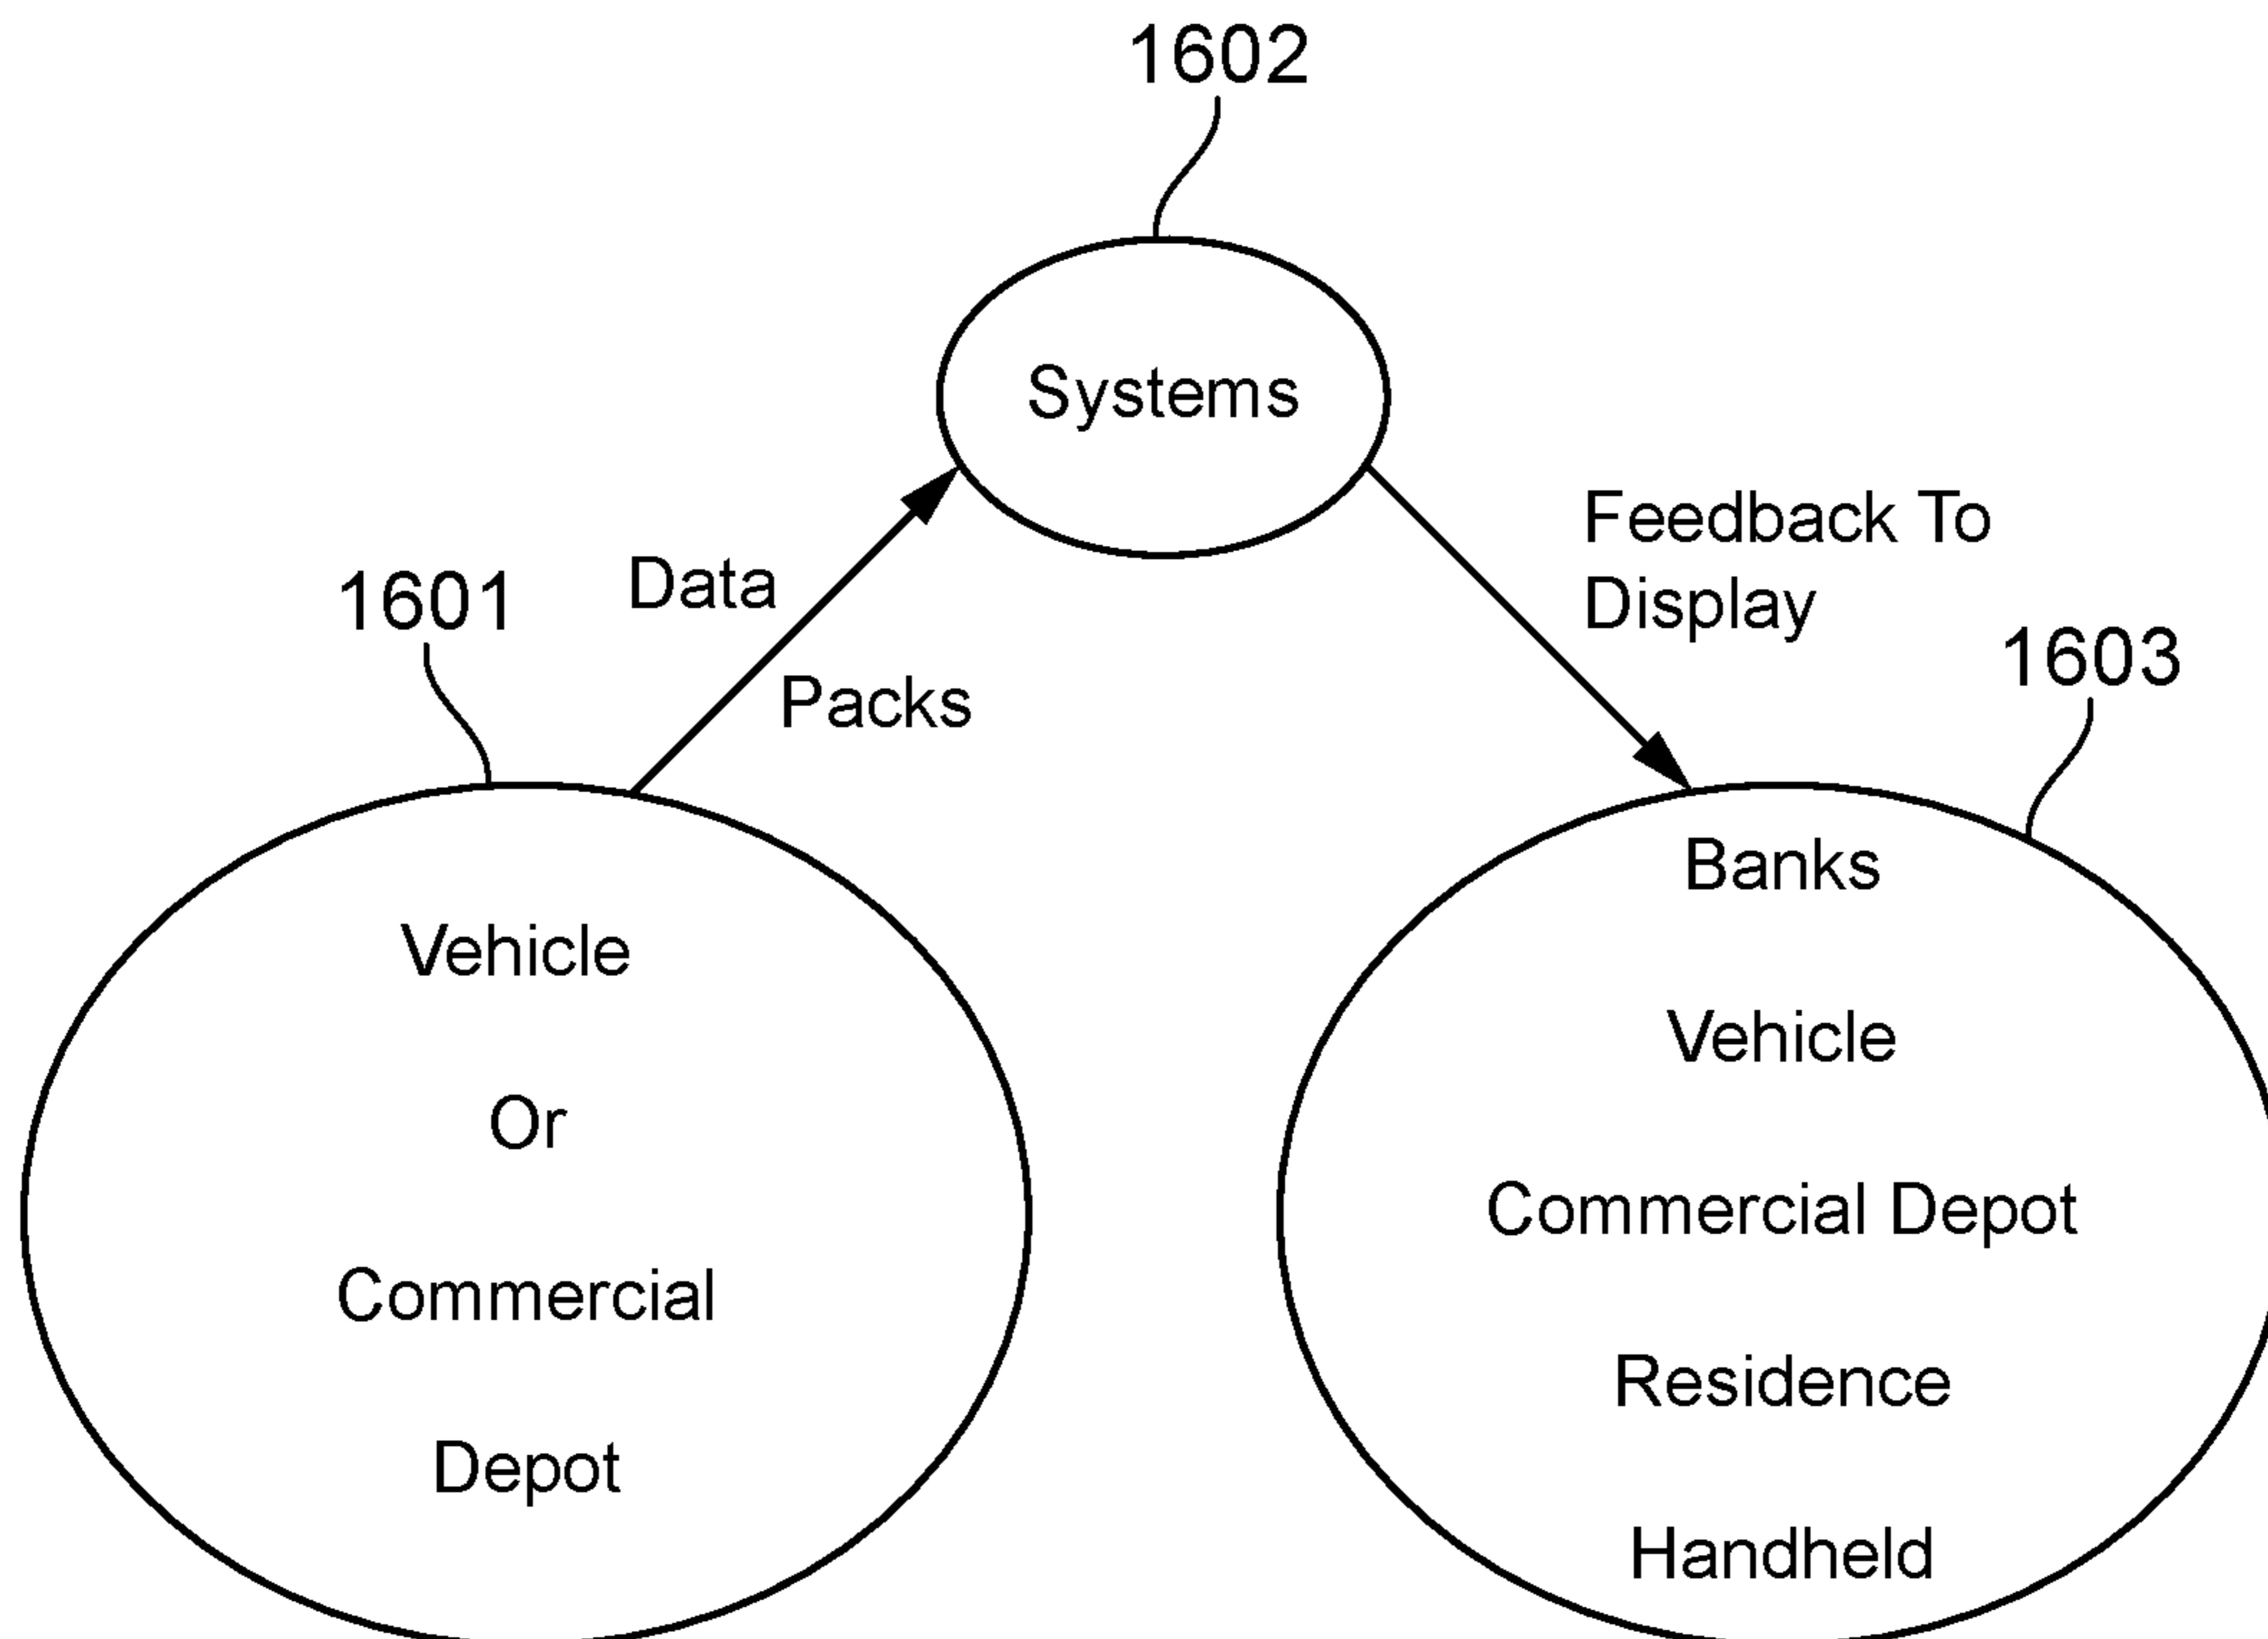 1602
Systems
Feedback To
Display
Data
Packs
1601
1603
Vehicle
Or
Commercial
Depot
Banks
Vehicle
Commercial Depot
Residence
Handheld